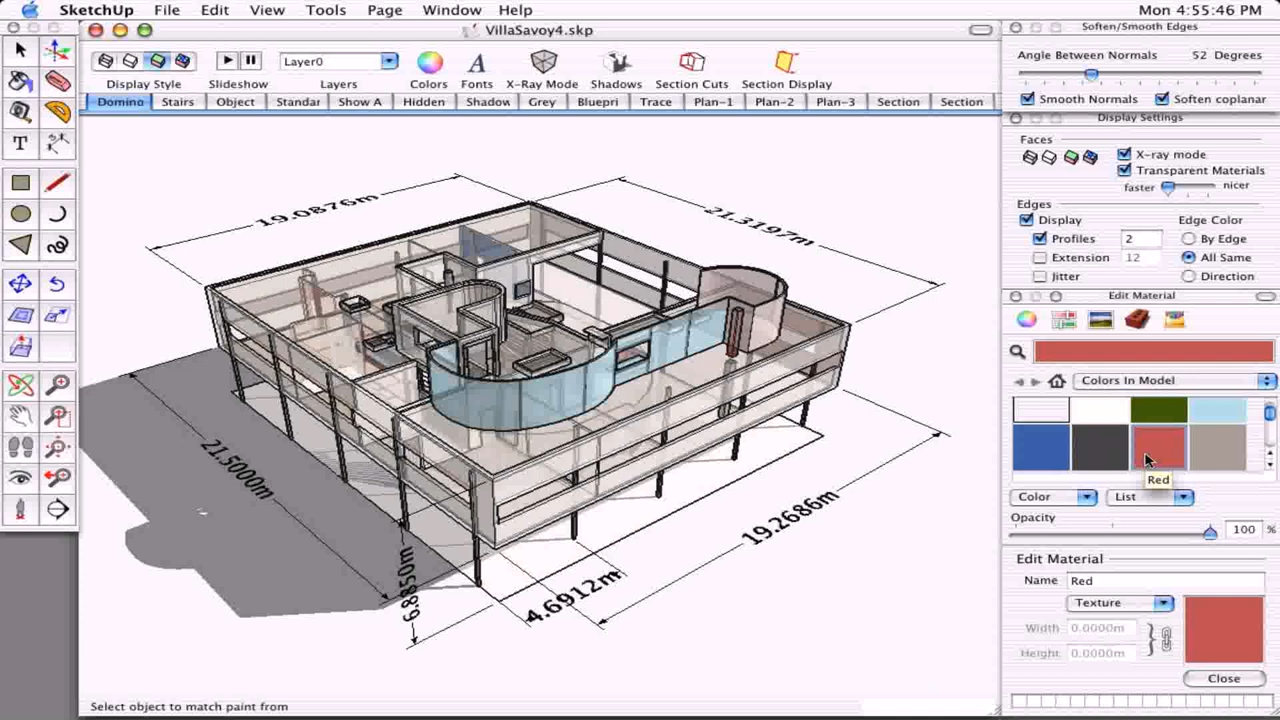 SketchUp File Edit View Tools Page Window Help Mon 4:55:46 PM
VillaSavoy4.skp
Layer0
Display Style Slideshow Layers Colors Fonts X-Ray Mode Shadows Section Cuts Section Display
Domino Stairs Object Standar Show A Hidden Shadow Grey Bluepri Trace Plan-1 Plan-2 Plan-3 Section Section
T
A
19.0876m
21.3197m
21.5000m
6.8850m
4.6912m
19.2686m
Select object to match paint from
Soften/Smooth Edges
Angle Between Normals 52 Degrees
Smooth Normals Soften coplanar
Display Settings
Faces
X-ray mode
Transparent Materials
faster nicer
Edges
Display Edge Color
Profiles 2 By Edge
Extension 12 All Same
Jitter Direction
Edit Material
Colors In Model
Red
Color List
Opacity
100 %
Edit Material
Name Red
Texture
Width 0.0000m
Height 0.0000m
Close